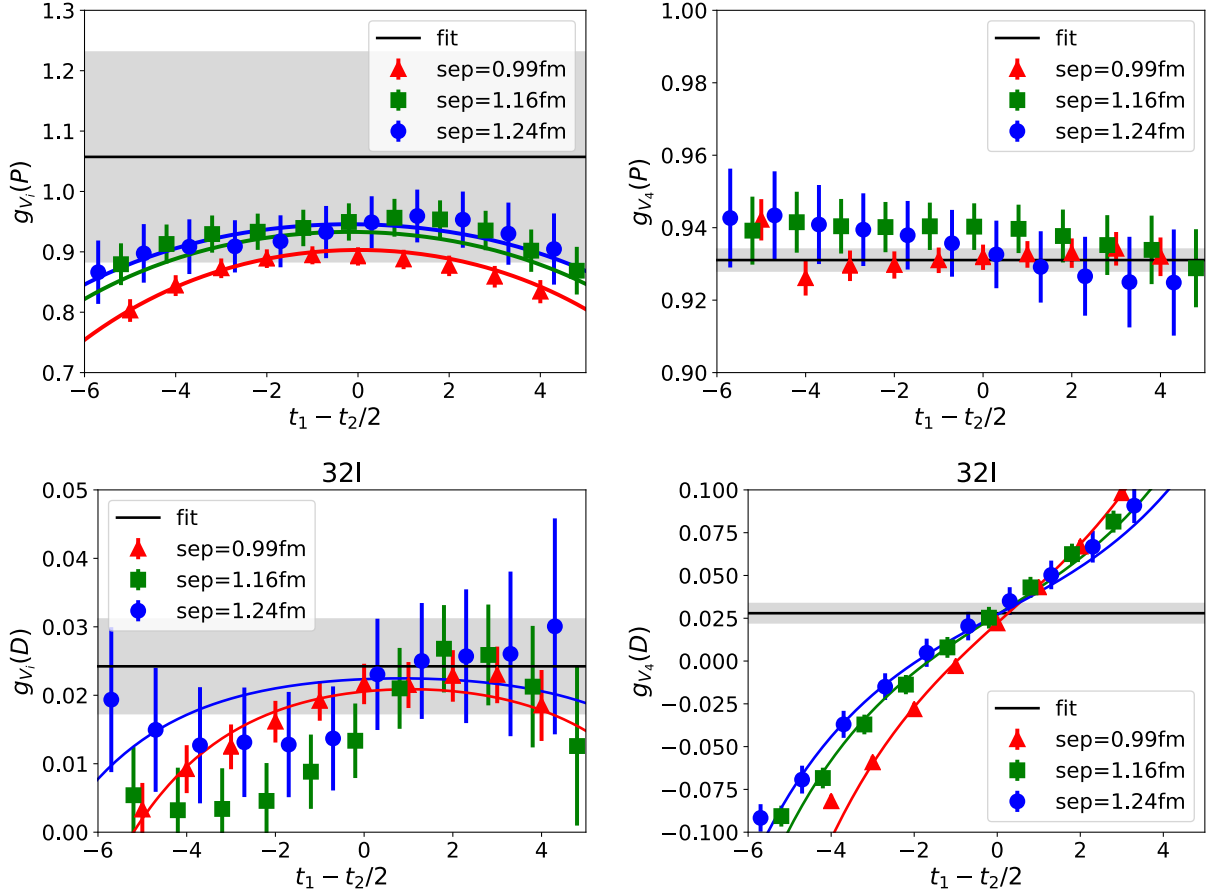 1.3
1.2
1.1
1.0
0.9
0.8
0.7
g_{V_i}(P)
fit
sep=0.99fm
sep=1.16fm
sep=1.24fm
−6 −4 −2 0 2 4
t_1 − t_2/2
1.00
0.98
0.96
0.94
0.92
0.90
g_{V_4}(P)
fit
sep=0.99fm
sep=1.16fm
sep=1.24fm
−6 −4 −2 0 2 4
t_1 − t_2/2
32I
0.05
0.04
0.03
0.02
0.01
0.00
g_{V_i}(D)
fit
sep=0.99fm
sep=1.16fm
sep=1.24fm
−6 −4 −2 0 2 4
t_1 − t_2/2
32I
0.100
0.075
0.050
0.025
0.000
−0.025
−0.050
−0.075
−0.100
g_{V_4}(D)
fit
sep=0.99fm
sep=1.16fm
sep=1.24fm
−6 −4 −2 0 2 4
t_1 − t_2/2